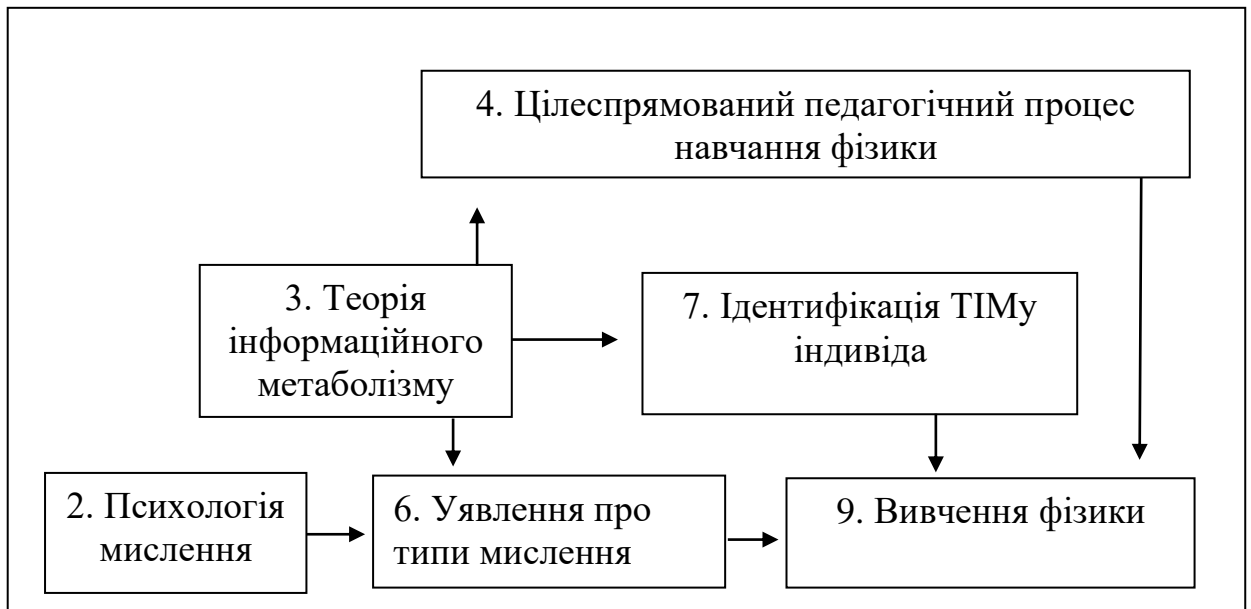 4. Цілеспрямований педагогічний процес
навчання фізики
3. Теорія
інформаційного
метаболізму
7. Ідентифікація ТІМу
індивіда
2. Психологія
мислення
6. Уявлення про
типи мислення
9. Вивчення фізики